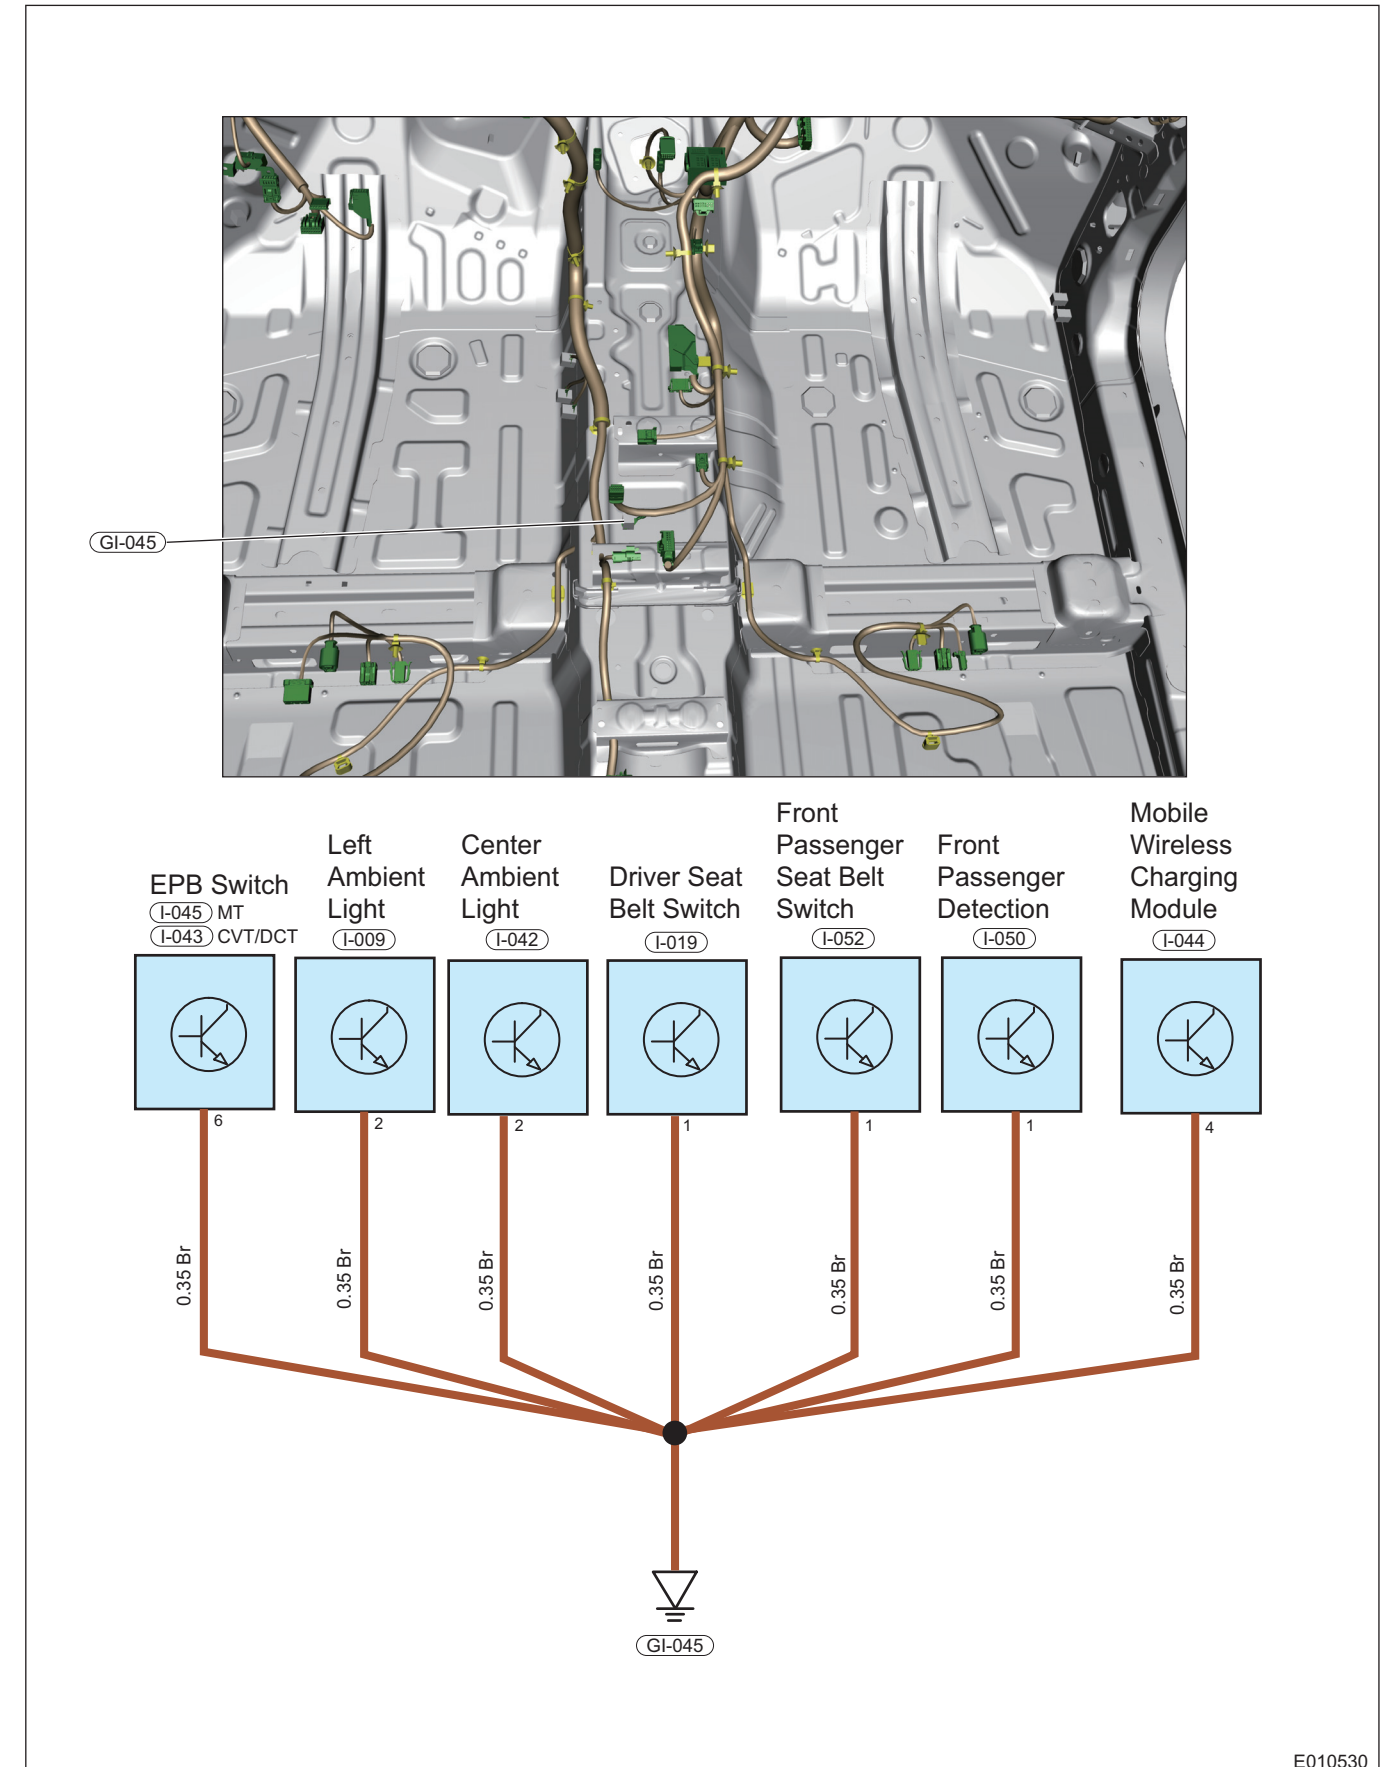 GI-045
EPB Switch
I-045 MT
I-043 CVT/DCT
Left
Ambient
Light
I-009
Center
Ambient
Light
I-042
Driver Seat
Belt Switch
I-019
Front
Passenger
Seat Belt
Switch
I-052
Front
Passenger
Detection
I-050
Mobile
Wireless
Charging
Module
I-044
6
2
2
1
1
1
4
0.35 Br
0.35 Br
0.35 Br
0.35 Br
0.35 Br
0.35 Br
0.35 Br
GI-045
E010530